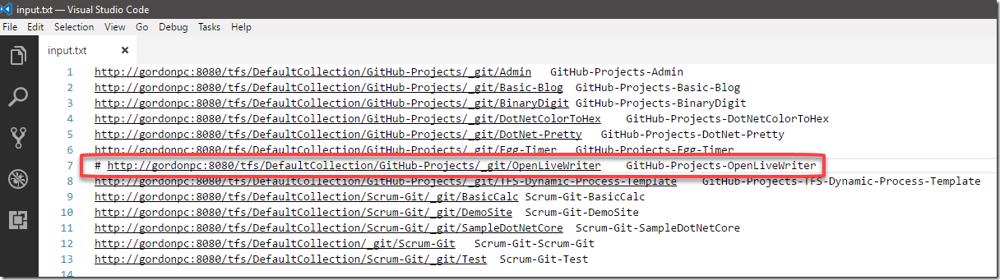 input.txt — Visual Studio Code
File Edit Selection View Go Debug Tasks Help
input.txt ×
1 http://gordonpc:8080/tfs/DefaultCollection/GitHub-Projects/_git/Admin GitHub-Projects-Admin
2 http://gordonpc:8080/tfs/DefaultCollection/GitHub-Projects/_git/Basic-Blog GitHub-Projects-Basic-Blog
3 http://gordonpc:8080/tfs/DefaultCollection/GitHub-Projects/_git/BinaryDigit GitHub-Projects-BinaryDigit
4 http://gordonpc:8080/tfs/DefaultCollection/GitHub-Projects/_git/DotNetColorToHex GitHub-Projects-DotNetColorToHex
5 http://gordonpc:8080/tfs/DefaultCollection/GitHub-Projects/_git/DotNet-Pretty GitHub-Projects-DotNet-Pretty
6 http://gordonpc:8080/tfs/DefaultCollection/GitHub-Projects/_git/Egg-Timer GitHub-Projects-Egg-Timer
7 # http://gordonpc:8080/tfs/DefaultCollection/GitHub-Projects/_git/OpenLiveWriter GitHub-Projects-OpenLiveWriter
8 http://gordonpc:8080/tfs/DefaultCollection/GitHub-Projects/_git/TFS-Dynamic-Process-Template GitHub-Projects-TFS-Dynamic-Process-Template
9 http://gordonpc:8080/tfs/DefaultCollection/Scrum-Git/_git/BasicCalc Scrum-Git-BasicCalc
10 http://gordonpc:8080/tfs/DefaultCollection/Scrum-Git/_git/DemoSite Scrum-Git-DemoSite
11 http://gordonpc:8080/tfs/DefaultCollection/Scrum-Git/_git/SampleDotNetCore Scrum-Git-SampleDotNetCore
12 http://gordonpc:8080/tfs/DefaultCollection/_git/Scrum-Git Scrum-Git-Scrum-Git
13 http://gordonpc:8080/tfs/DefaultCollection/Scrum-Git/_git/Test Scrum-Git-Test
14